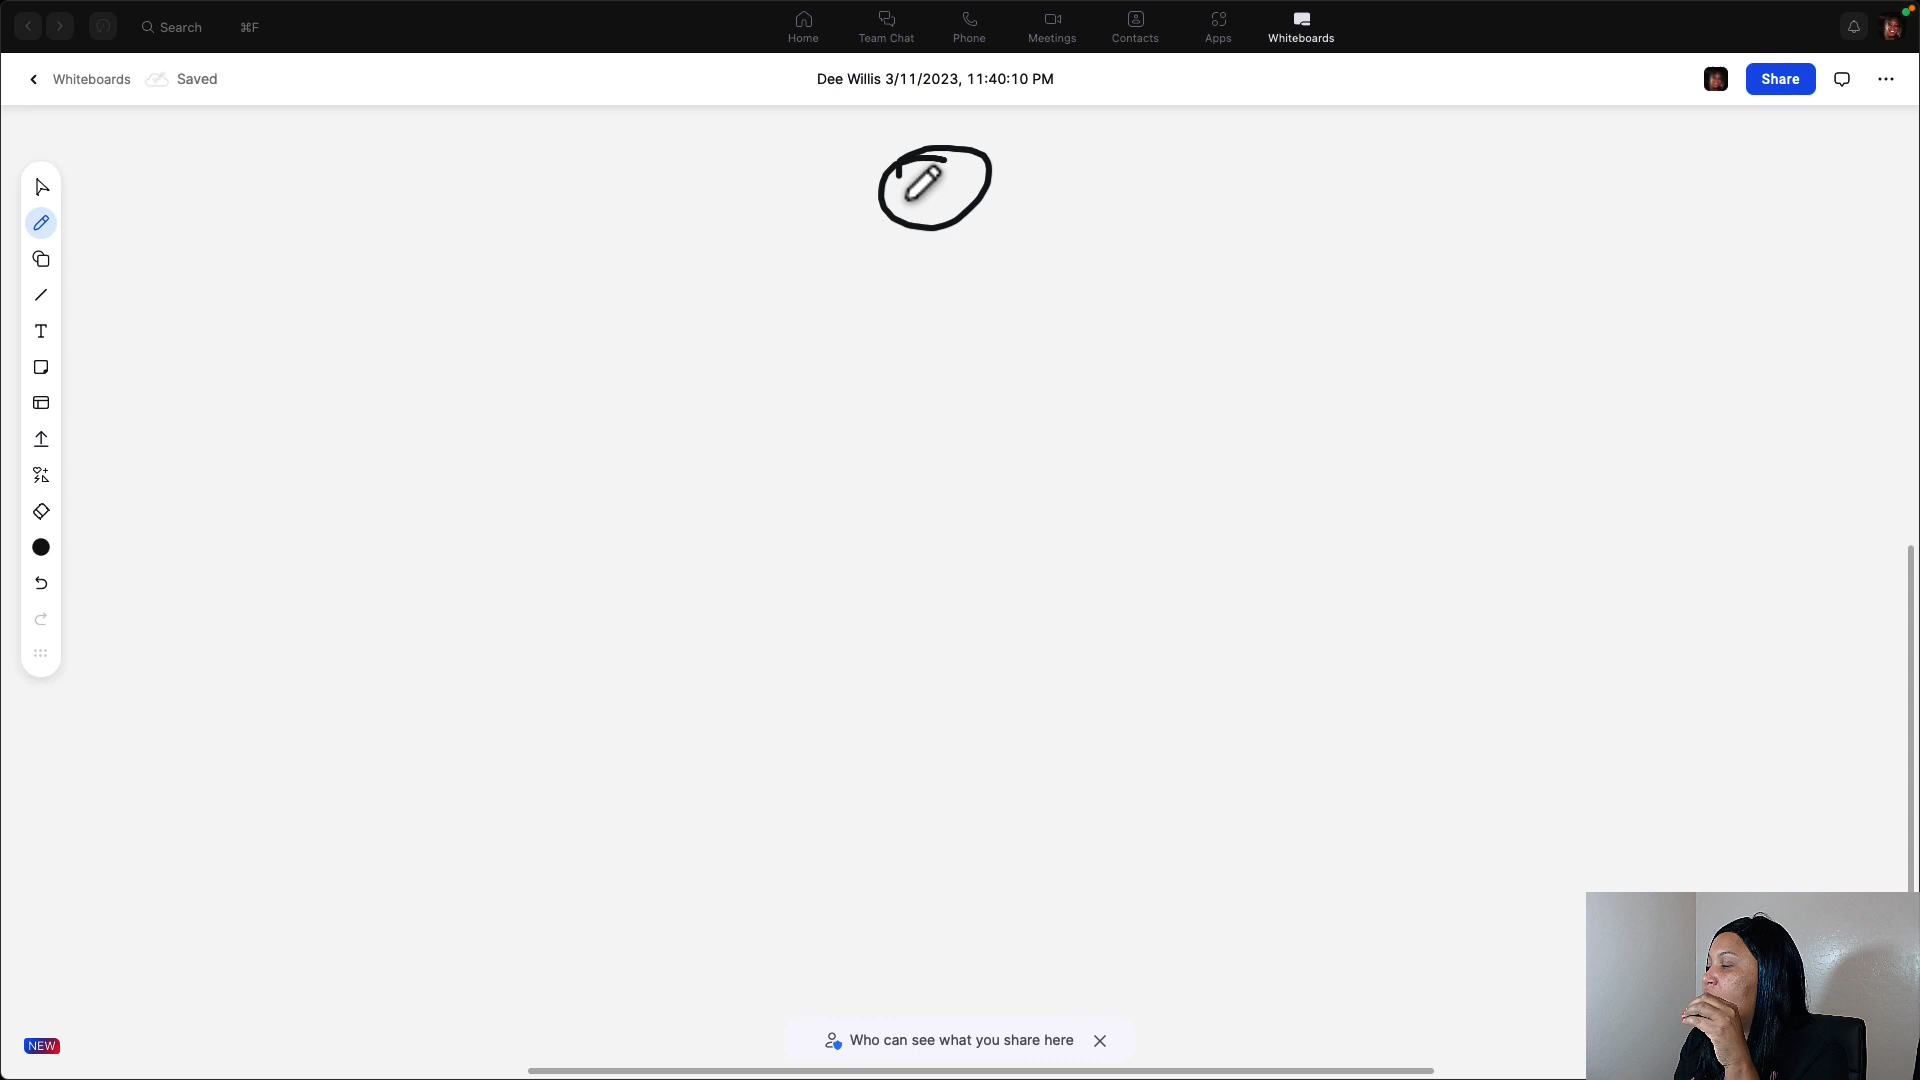 Search ⌘F
Home
Team Chat
Phone
Meetings
Contacts
Apps
Whiteboards
Whiteboards Saved
Dee Willis 3/11/2023, 11:40:10 PM
Share
T
NEW
Who can see what you share here